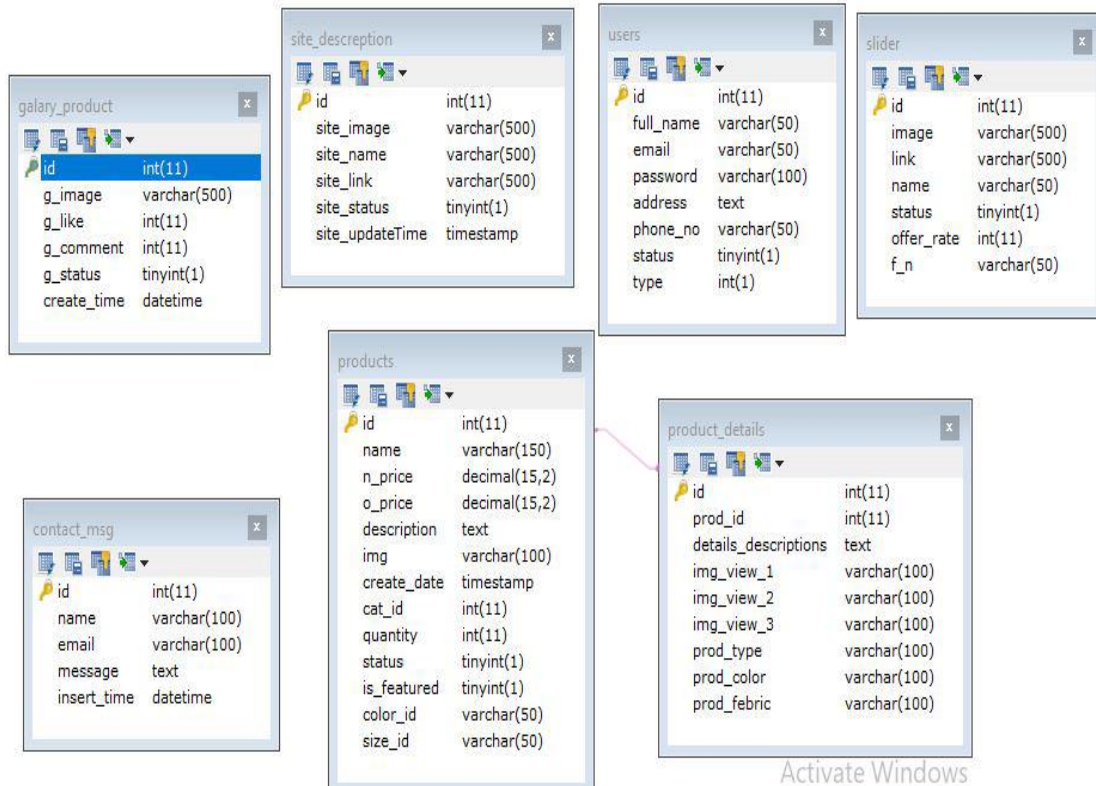 galary_product
id int(11)
g_image varchar(500)
g_like int(11)
g_comment int(11)
g_status tinyint(1)
create_time datetime
site_descreption
id int(11)
site_image varchar(500)
site_name varchar(500)
site_link varchar(500)
site_status tinyint(1)
site_updateTime timestamp
users
id int(11)
full_name varchar(50)
email varchar(50)
password varchar(100)
address text
phone_no varchar(50)
status tinyint(1)
type int(1)
slider
id int(11)
image varchar(500)
link varchar(500)
name varchar(50)
status tinyint(1)
offer_rate int(11)
f_n varchar(50)
contact_msg
id int(11)
name varchar(100)
email varchar(100)
message text
insert_time datetime
products
id int(11)
name varchar(150)
n_price decimal(15,2)
o_price decimal(15,2)
description text
img varchar(100)
create_date timestamp
cat_id int(11)
quantity int(11)
status tinyint(1)
is_featured tinyint(1)
color_id varchar(50)
size_id varchar(50)
product_details
id int(11)
prod_id int(11)
details_descriptions text
img_view_1 varchar(100)
img_view_2 varchar(100)
img_view_3 varchar(100)
prod_type varchar(100)
prod_color varchar(100)
prod_febric varchar(100)
Activate Windows